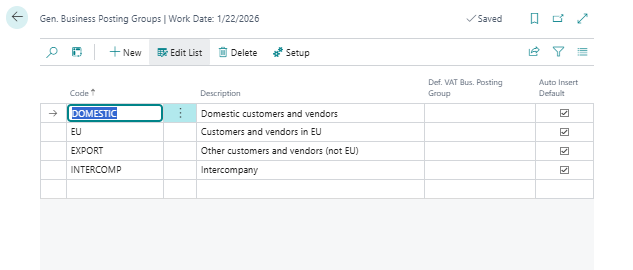 Gen. Business Posting Groups | Work Date: 1/22/2026
Saved
New
Edit List
Delete
Setup
Code ↑
Description
Def. VAT Bus. Posting
Group
Auto Insert
Default
DOMESTIC
Domestic customers and vendors
EU
Customers and vendors in EU
EXPORT
Other customers and vendors (not EU)
INTERCOMP
Intercompany